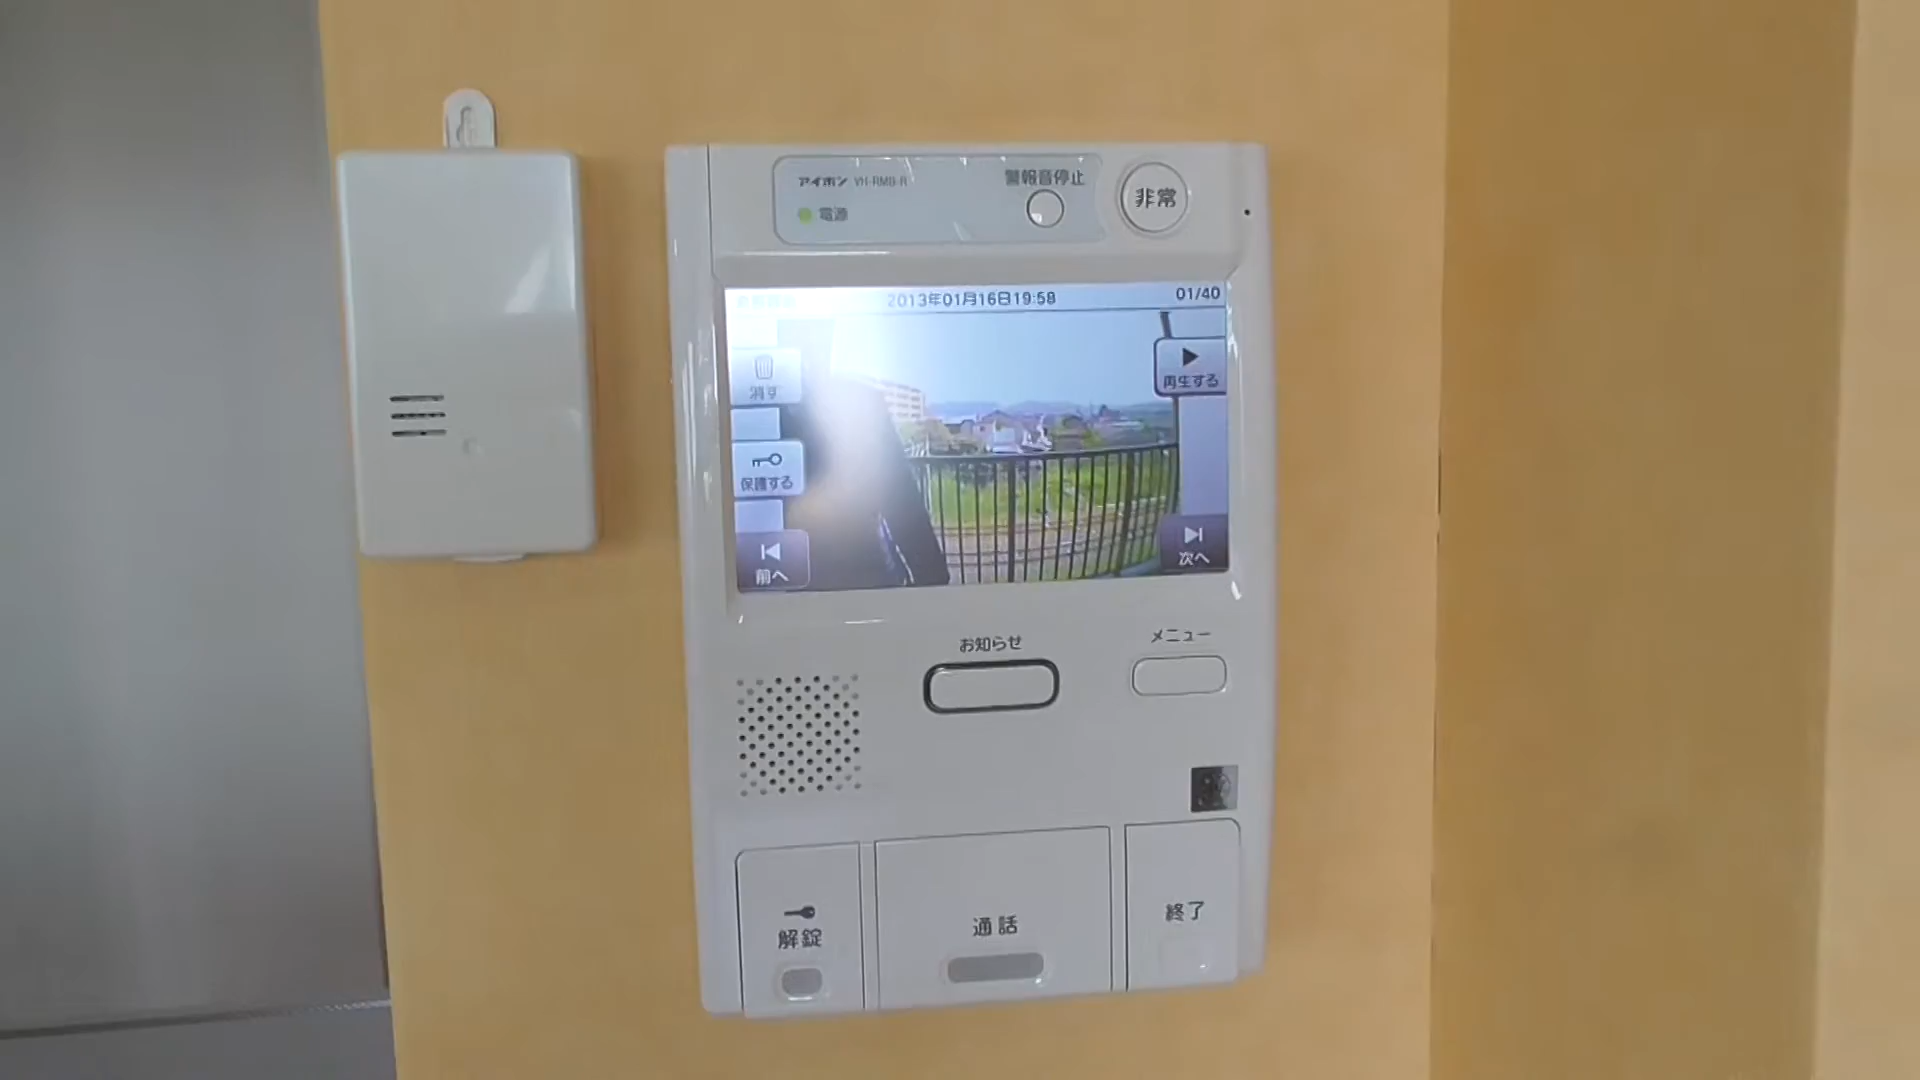 アイホン VH-RMB-R
警報音停止
非常
電源
2013年01月16日19:58
01/40
消す
再生する
保護する
前へ
次へ
お知らせ
メニュー
解錠
通話
終了